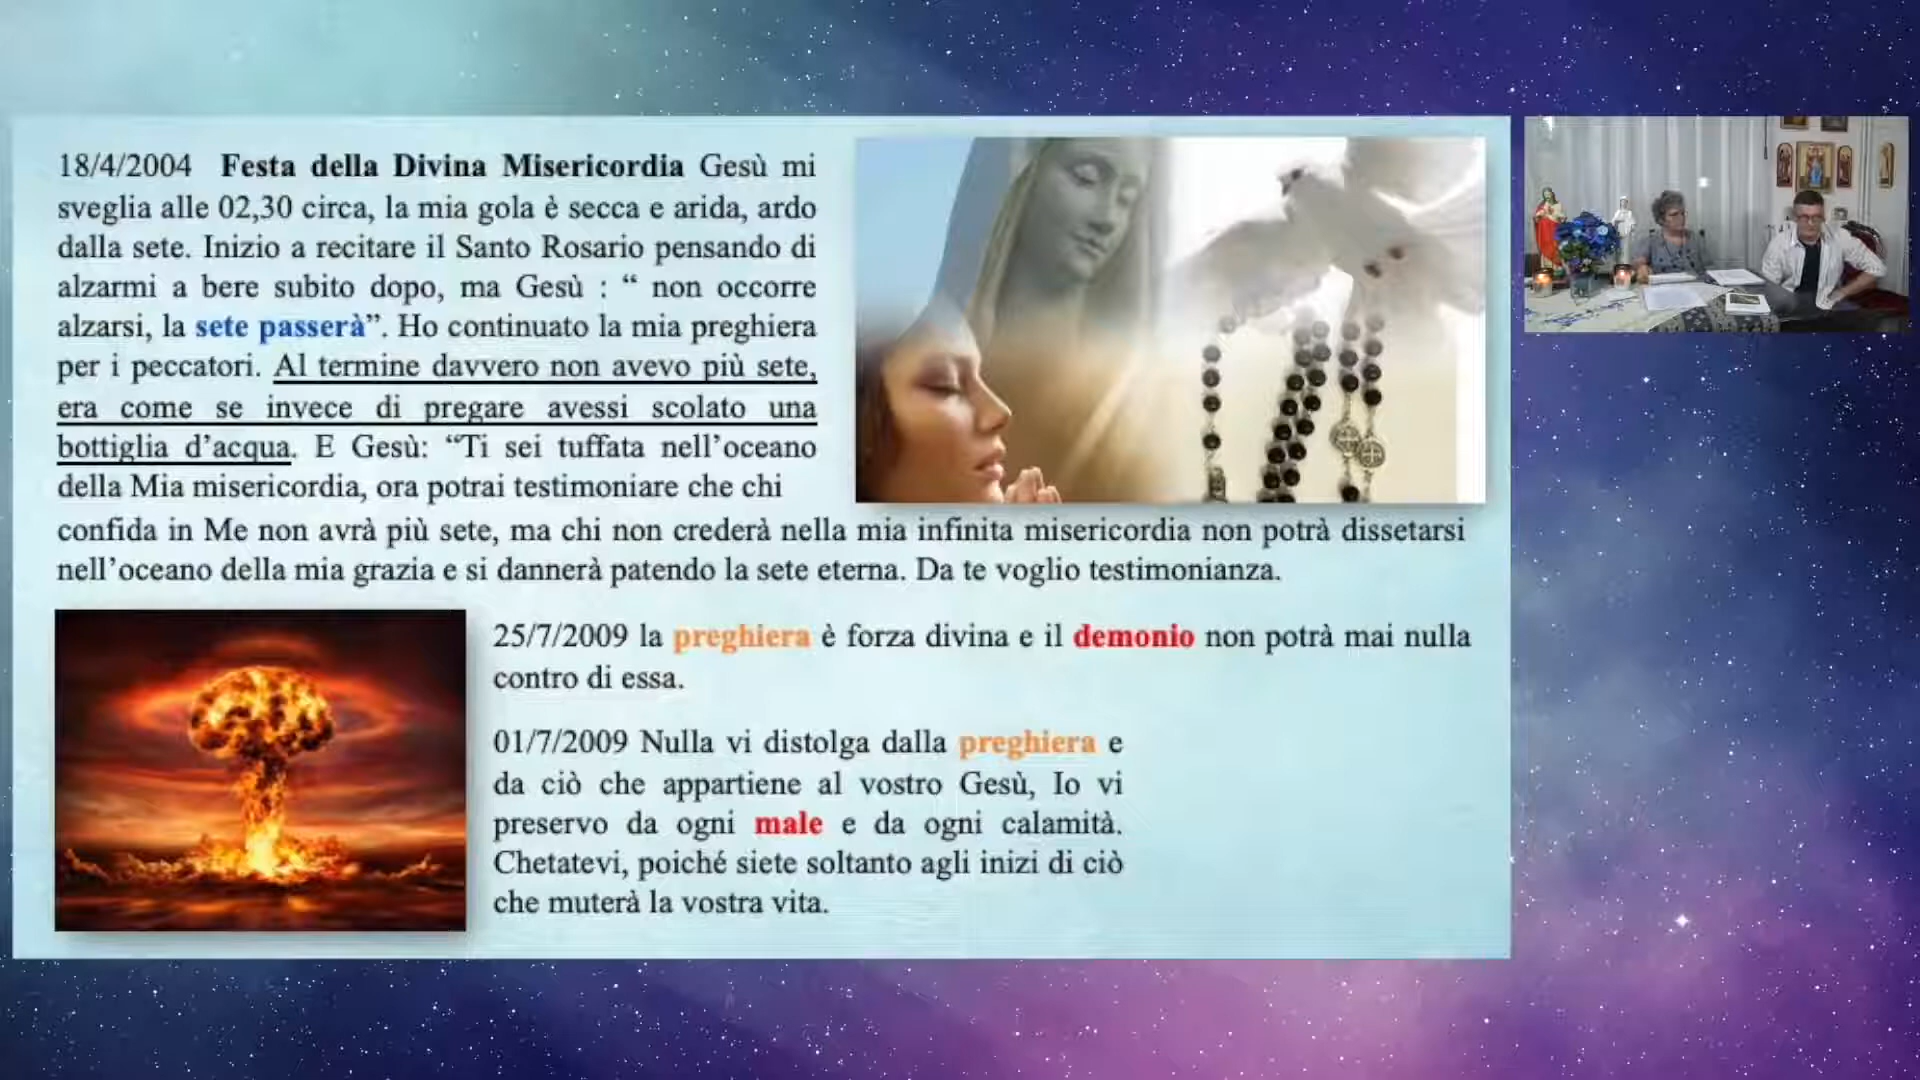 18/4/2004 Festa della Divina Misericordia Gesù mi
sveglia alle 02,30 circa, la mia gola è secca e arida, ardo
dalla sete. Inizio a recitare il Santo Rosario pensando di
alzarmi a bere subito dopo, ma Gesù : “ non occorre
alzarsi, la sete passerà”. Ho continuato la mia preghiera
per i peccatori. Al termine davvero non avevo più sete,
era come se invece di pregare avessi scolato una
bottiglia d’acqua. E Gesù: “Ti sei tuffata nell’oceano
della Mia misericordia, ora potrai testimoniare che chi
confida in Me non avrà più sete, ma chi non crederà nella mia infinita misericordia non potrà dissetarsi
nell’oceano della mia grazia e si dannerà patendo la sete eterna. Da te voglio testimonianza.
25/7/2009 la preghiera è forza divina e il demonio non potrà mai nulla
contro di essa.
01/7/2009 Nulla vi distolga dalla preghiera e
da ciò che appartiene al vostro Gesù, Io vi
preservo da ogni male e da ogni calamità.
Chetatevi, poiché siete soltanto agli inizi di ciò
che muterà la vostra vita.